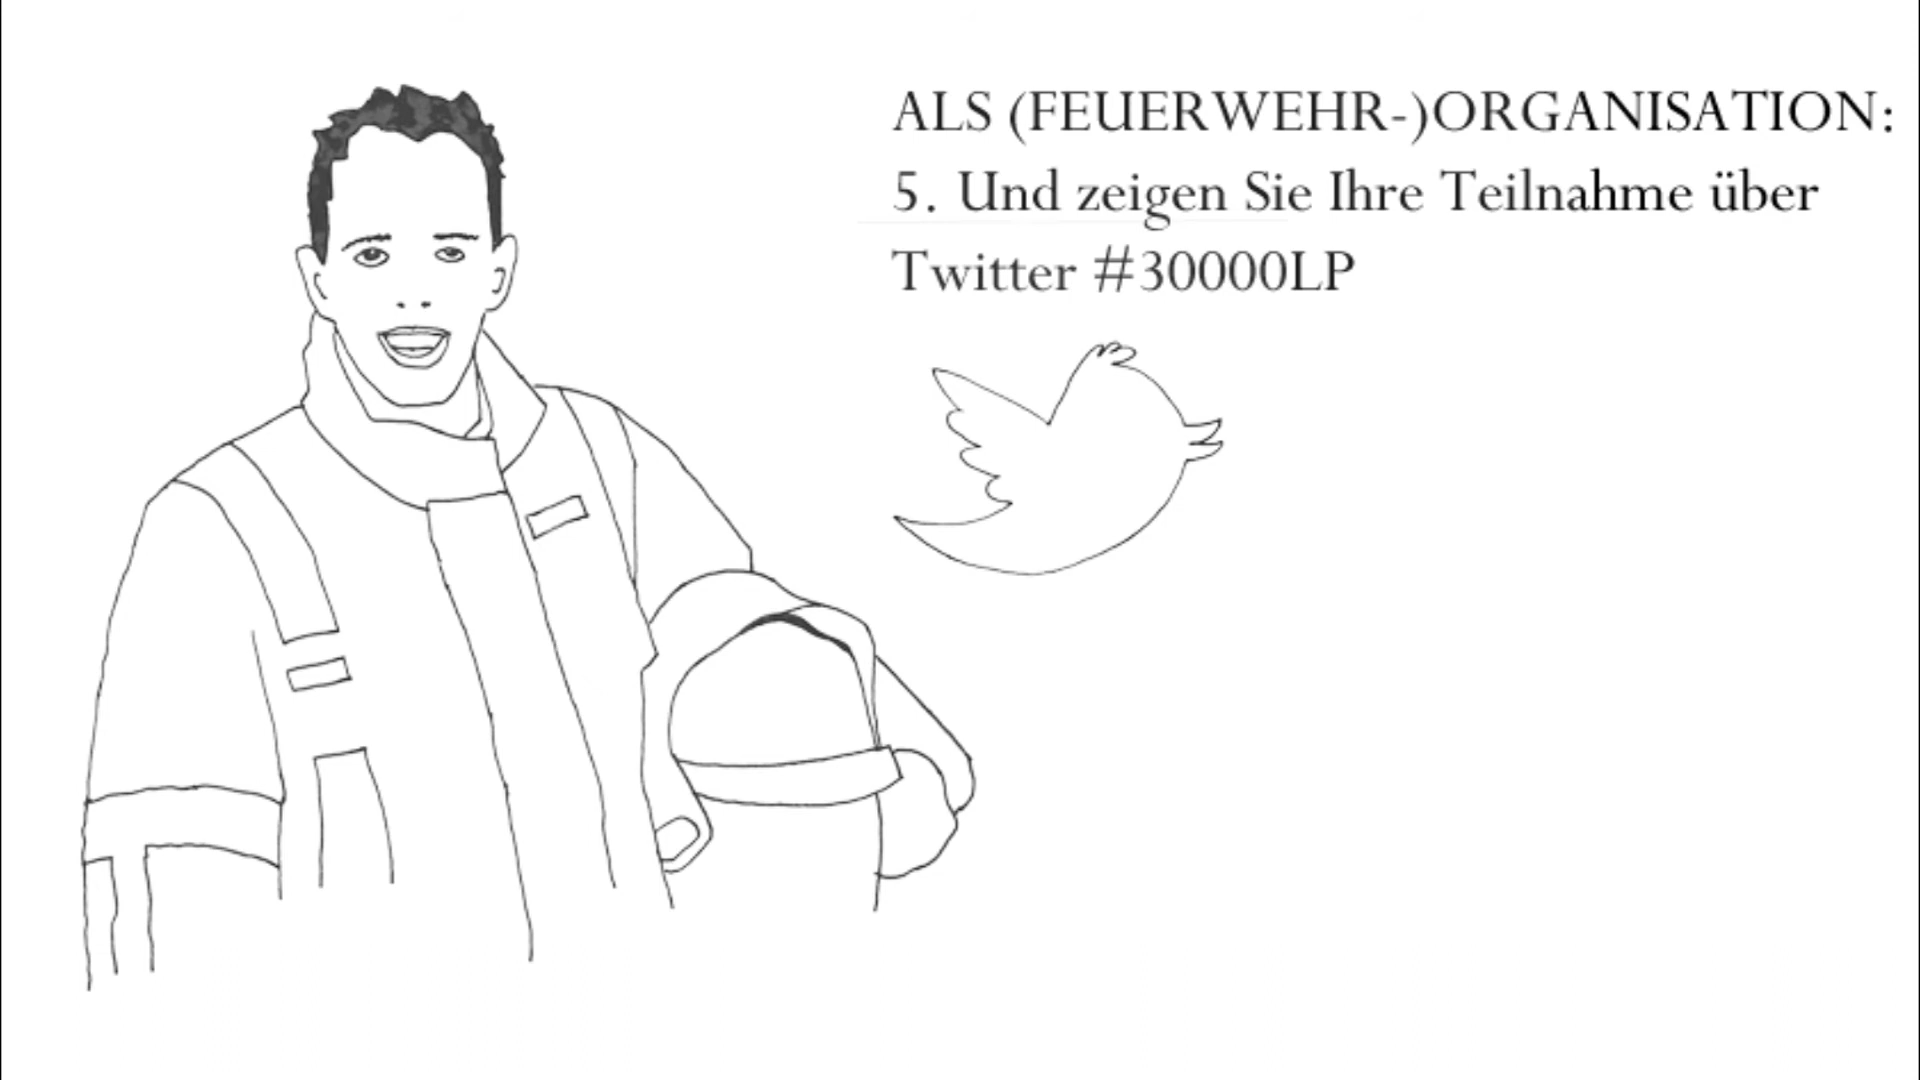 ALS (FEUERWEHR-)ORGANISATION:
5. Und zeigen Sie Ihre Teilnahme über
Twitter #30000LP